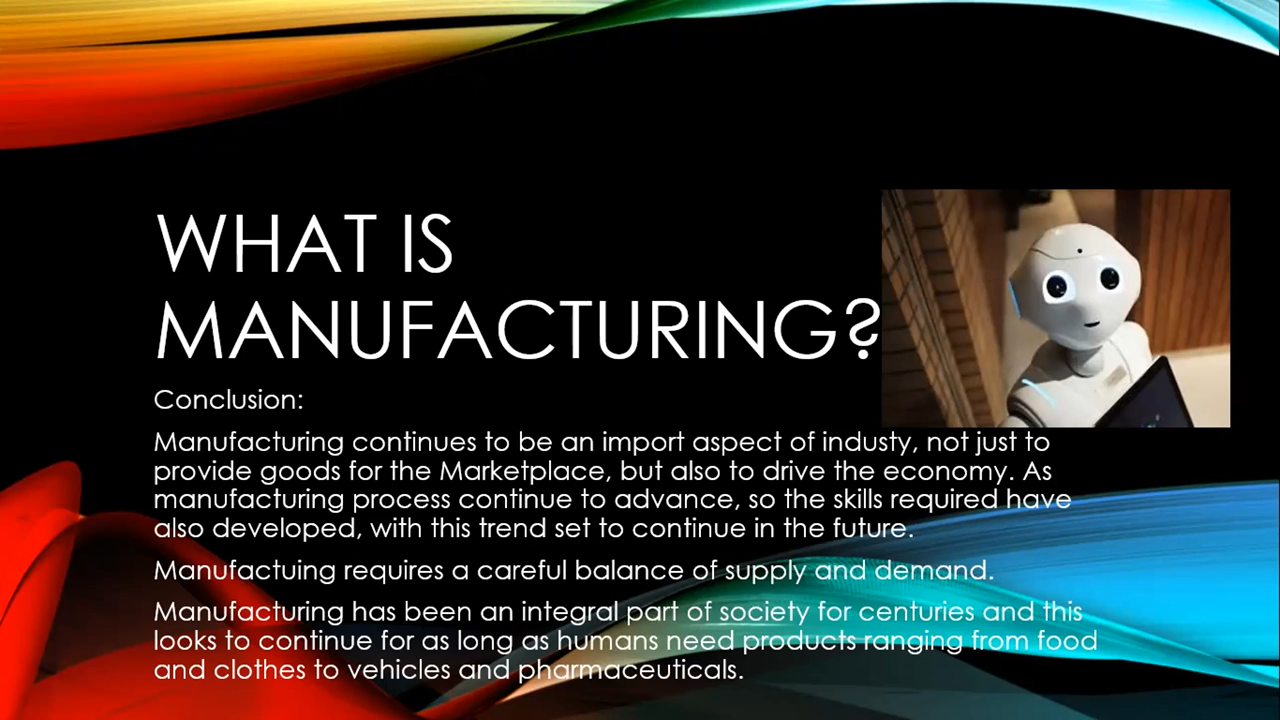 WHAT IS
MANUFACTURING?
Conclusion:
Manufacturing continues to be an import aspect of industy, not just to
provide goods for the Marketplace, but also to drive the economy. As
manufacturing process continue to advance, so the skills required have
also developed, with this trend set to continue in the future.
Manufactuing requires a careful balance of supply and demand.
Manufacturing has been an integral part of society for centuries and this
looks to continue for as long as humans need products ranging from food
and clothes to vehicles and pharmaceuticals.